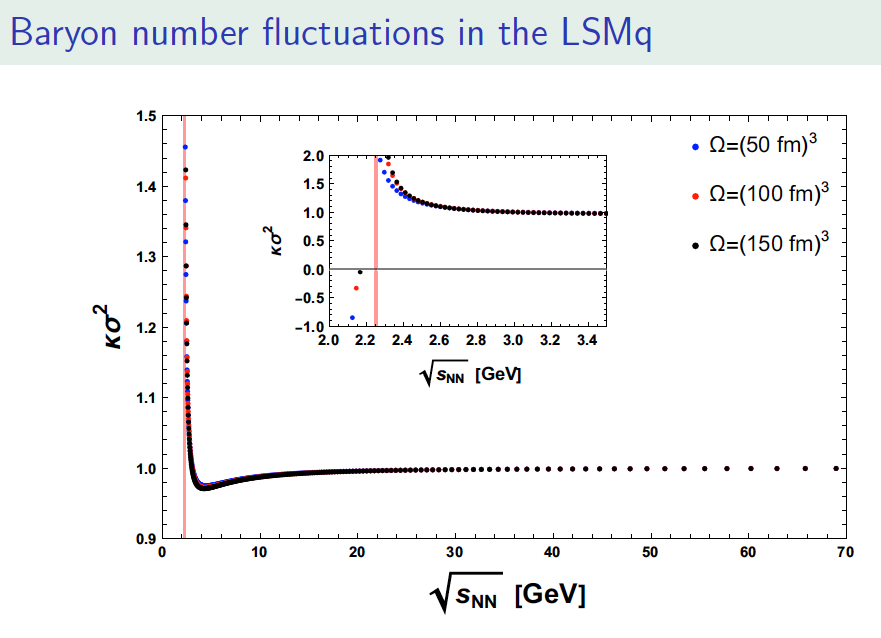 Baryon number fluctuations in the LSMq
1.5
1.4
1.3
1.2
1.1
1.0
0.9
κσ²
0 10 20 30 40 50 60 70
√sNN [GeV]
2.0
1.5
1.0
0.5
0.0
−0.5
−1.0
κσ²
2.0 2.2 2.4 2.6 2.8 3.0 3.2 3.4
√sNN [GeV]
Ω=(50 fm)³
Ω=(100 fm)³
Ω=(150 fm)³